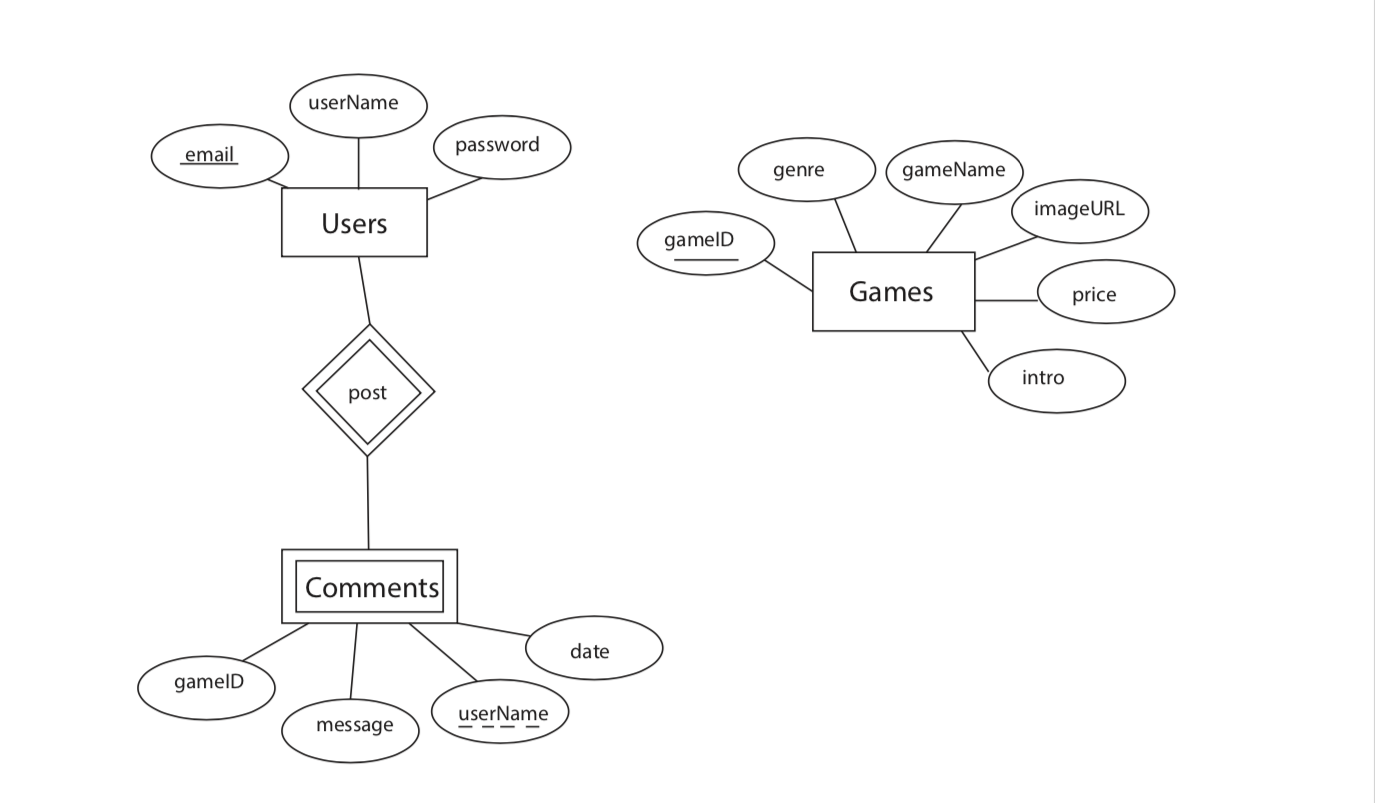 userName
email
password
Users
post
Comments
gameID
message
userName
date
genre
gameName
imageURL
gameID
Games
price
intro